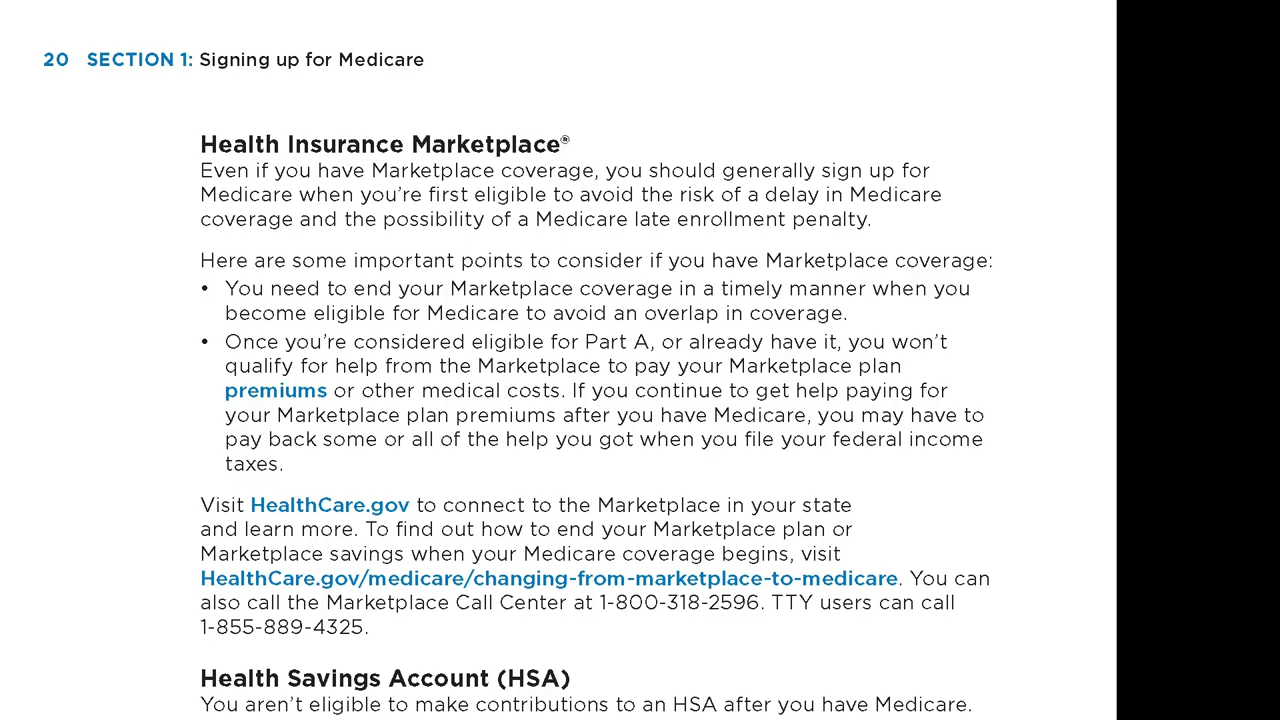 20 SECTION 1: Signing up for Medicare
Health Insurance Marketplace®
Even if you have Marketplace coverage, you should generally sign up for
Medicare when you’re first eligible to avoid the risk of a delay in Medicare
coverage and the possibility of a Medicare late enrollment penalty.
Here are some important points to consider if you have Marketplace coverage:
• You need to end your Marketplace coverage in a timely manner when you
become eligible for Medicare to avoid an overlap in coverage.
• Once you’re considered eligible for Part A, or already have it, you won’t
qualify for help from the Marketplace to pay your Marketplace plan
premiums or other medical costs. If you continue to get help paying for
your Marketplace plan premiums after you have Medicare, you may have to
pay back some or all of the help you got when you file your federal income
taxes.
Visit HealthCare.gov to connect to the Marketplace in your state
and learn more. To find out how to end your Marketplace plan or
Marketplace savings when your Medicare coverage begins, visit
HealthCare.gov/medicare/changing-from-marketplace-to-medicare. You can
also call the Marketplace Call Center at 1-800-318-2596. TTY users can call
1-855-889-4325.
Health Savings Account (HSA)
You aren’t eligible to make contributions to an HSA after you have Medicare.